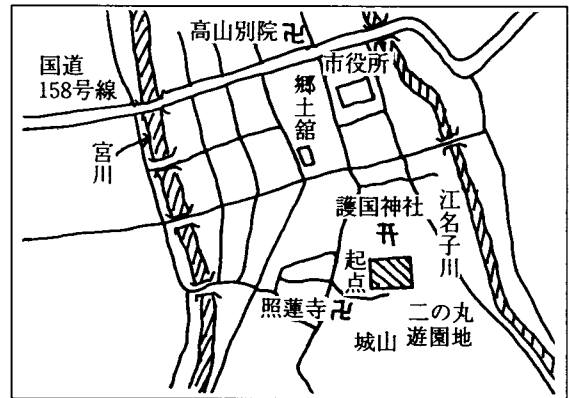 高山別院
国道
158号線
市役所
郷土館
宮川
護国神社
江名子川
起点
照蓮寺
城山
二の丸
遊園地